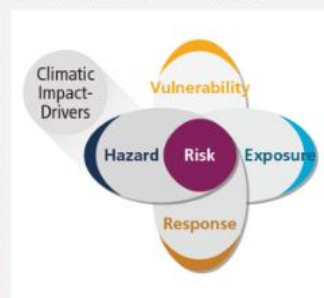 Climatic
Impact-
Drivers
Vulnerability
Hazard
Risk
Exposure
Response